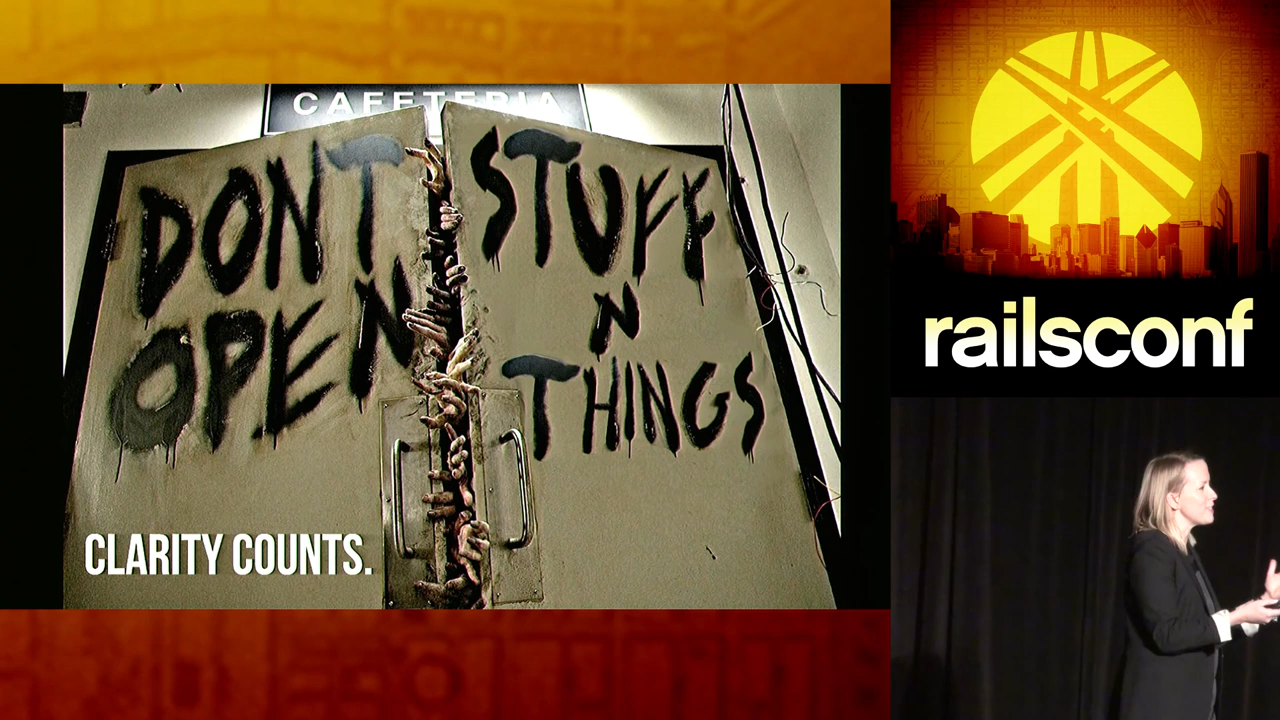 CAFETERIA
DONT
OPEN
STUFF
N
THINGS
CLARITY COUNTS.
railsconf